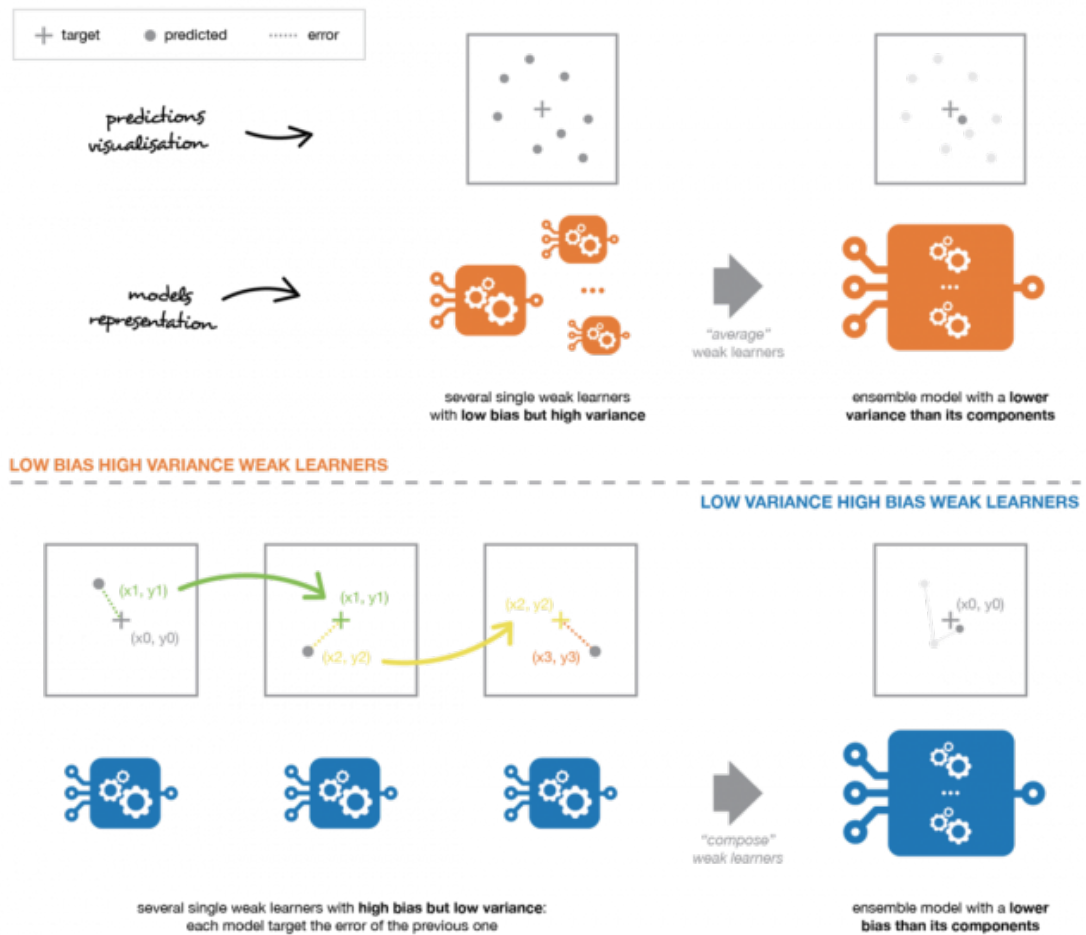 target predicted error
predictions
visualisation
models
representation
...
...
"average"
weak learners
several single weak learners
with low bias but high variance
ensemble model with a lower
variance than its components
LOW BIAS HIGH VARIANCE WEAK LEARNERS
LOW VARIANCE HIGH BIAS WEAK LEARNERS
(x1, y1)
(x0, y0)
(x1, y1)
(x2, y2)
(x2, y2)
(x3, y3)
(x0, y0)
...
"compose"
weak learners
several single weak learners with high bias but low variance:
each model target the error of the previous one
ensemble model with a lower
bias than its components